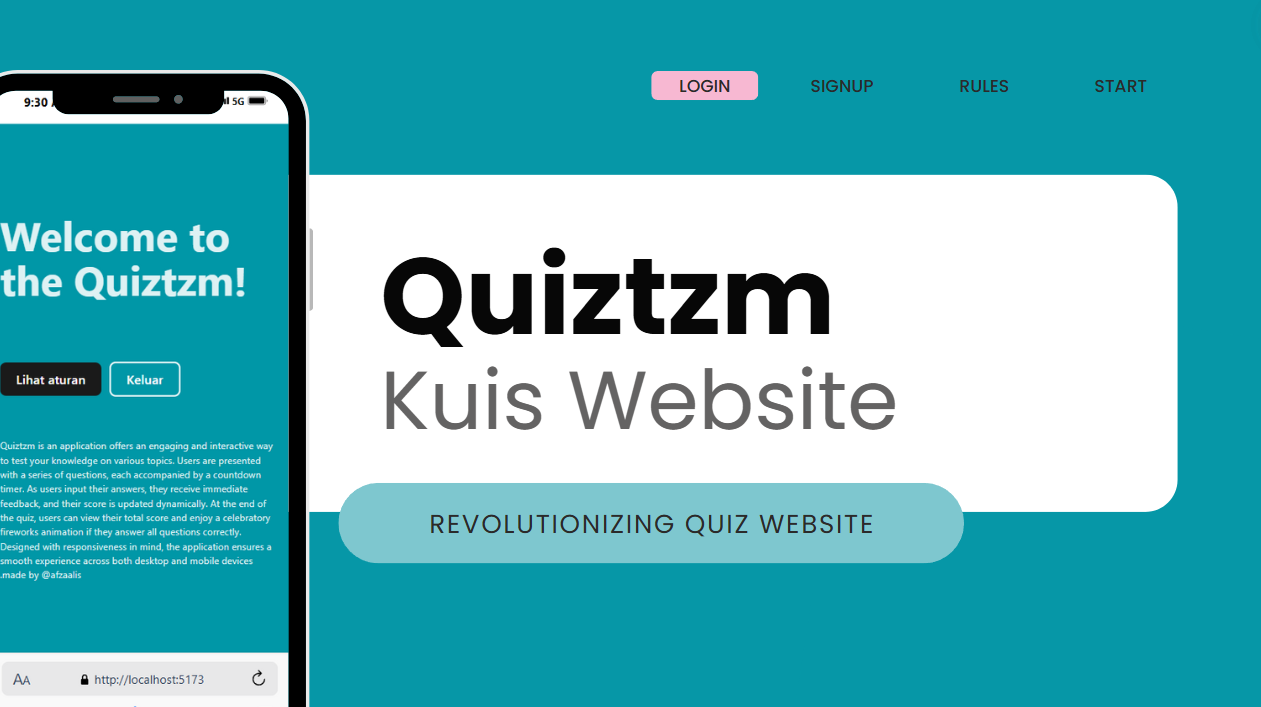 LOGIN SIGNUP RULES START
9:30
5G
Welcome to
the Quiztzm!
Lihat aturan Keluar
Quiztzm is an application offers an engaging and interactive way
to test your knowledge on various topics. Users are presented
with a series of questions, each accompanied by a countdown
timer. As users input their answers, they receive immediate
feedback, and their score is updated dynamically. At the end of
the quiz, users can view their total score and enjoy a celebratory
fireworks animation if they answer all questions correctly.
Designed with responsiveness in mind, the application ensures a
smooth experience across both desktop and mobile devices
.made by @afzaalis
AA http://localhost:5173
Quiztzm
Kuis Website
REVOLUTIONIZING QUIZ WEBSITE